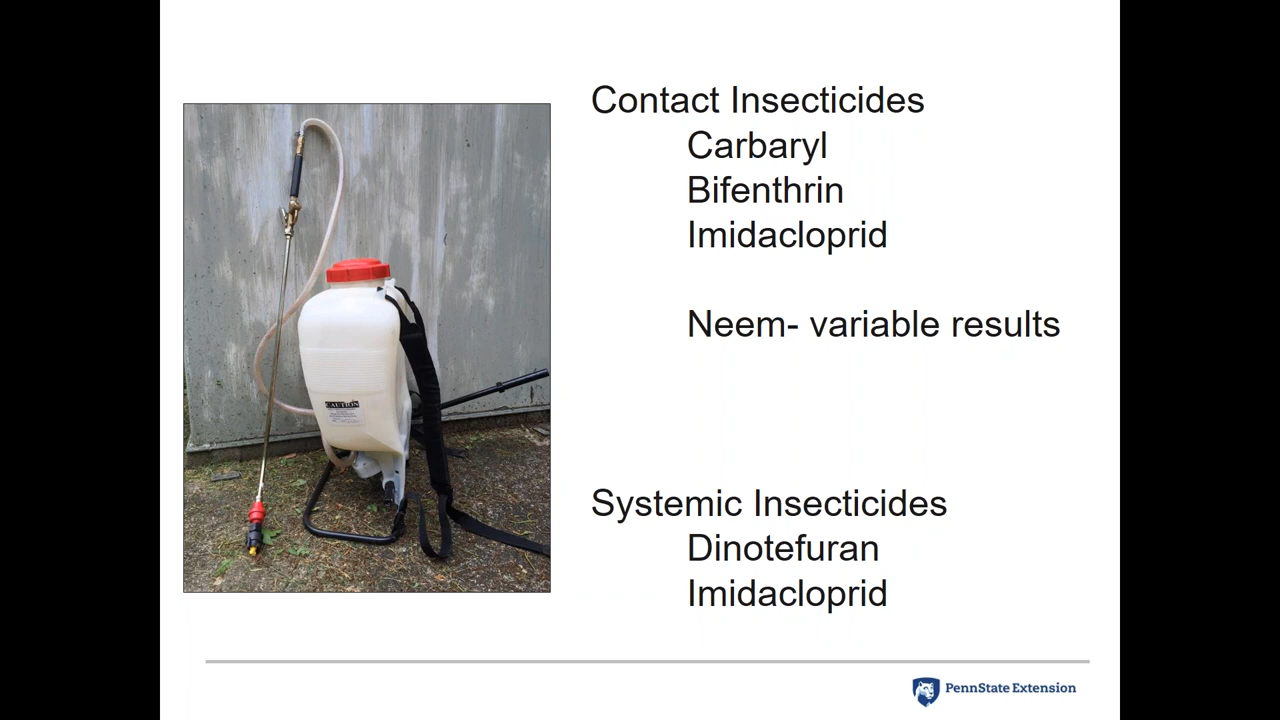 Contact Insecticides
Carbaryl
Bifenthrin
Imidacloprid
Neem- variable results
Systemic Insecticides
Dinotefuran
Imidacloprid
CAUTION
PennState Extension